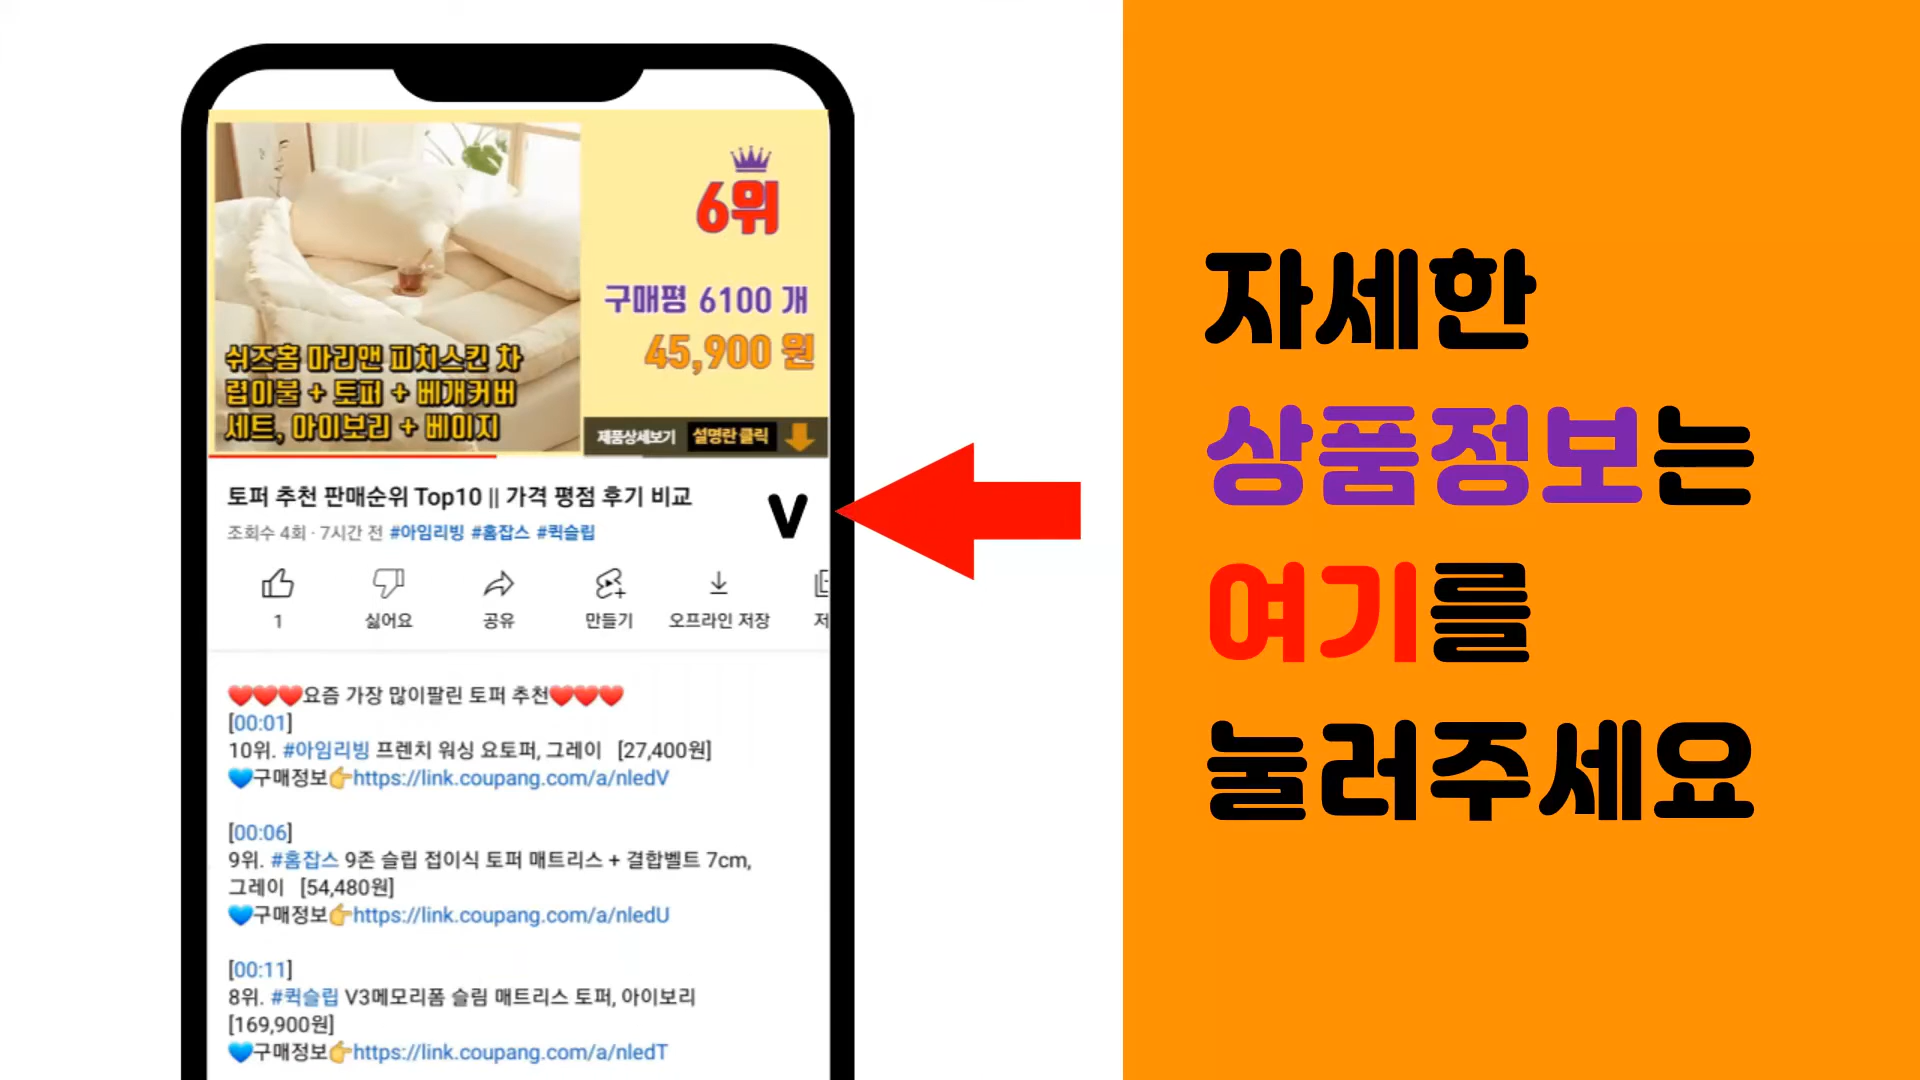 6위
구매평 6100 개
45,900 원
쉬즈홈 마리앤 피치스킨 차
렵이불 + 토퍼 + 베개커버
세트, 아이보리 + 베이지
제품상세보기 설명란 클릭
토퍼 추천 판매순위 Top10 || 가격 평점 후기 비교
V
조회수 4회 · 7시간 전 #아임리빙 #홈잡스 #퀵슬립
1 싫어요 공유 만들기 오프라인 저장 저
❤️❤️❤️요즘 가장 많이팔린 토퍼 추천❤️❤️❤️
[00:01]
10위. #아임리빙 프렌치 워싱 요토퍼, 그레이 [27,400원]
💙구매정보👉https://link.coupang.com/a/nledV
[00:06]
9위. #홈잡스 9존 슬립 접이식 토퍼 매트리스 + 결합벨트 7cm,
그레이 [54,480원]
💙구매정보👉https://link.coupang.com/a/nledU
[00:11]
8위. #퀵슬립 V3메모리폼 슬림 매트리스 토퍼, 아이보리
[169,900원]
💙구매정보👉https://link.coupang.com/a/nledT
자세한
상품정보는
여기를
눌러주세요